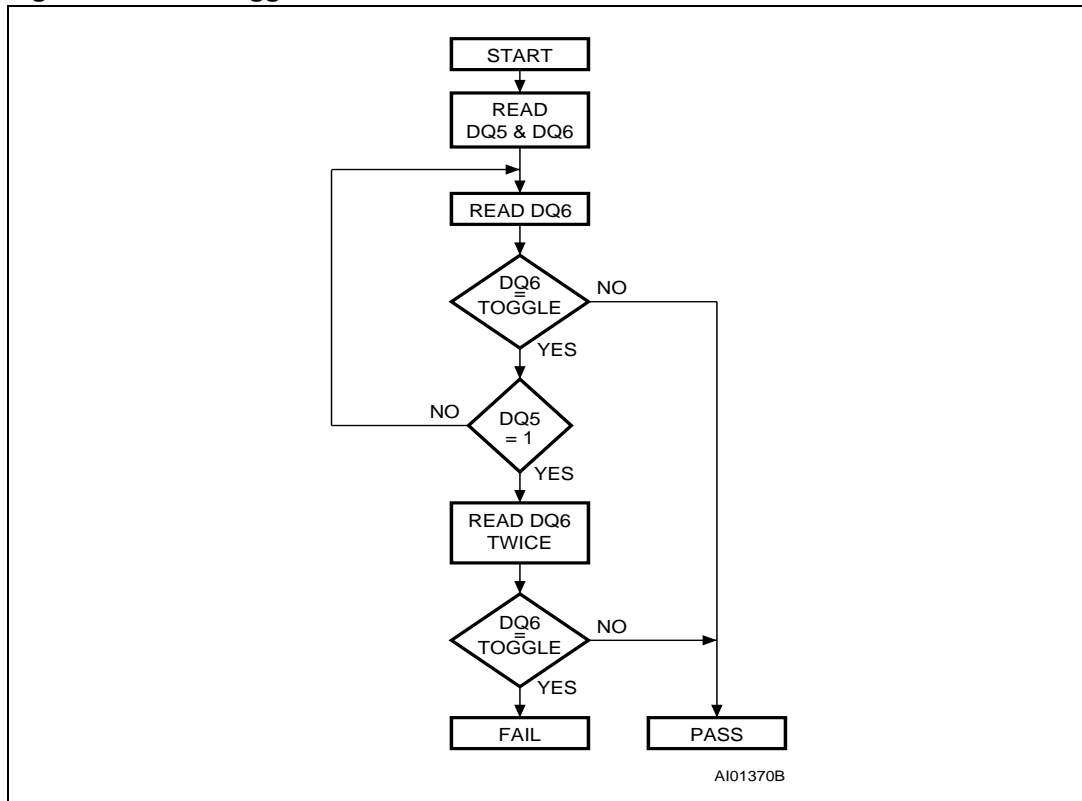 START
READ
DQ5 & DQ6
READ DQ6
DQ6
=
TOGGLE
NO
YES
NO
DQ5
= 1
YES
READ DQ6
TWICE
DQ6
=
TOGGLE
NO
YES
FAIL
PASS
AI01370B